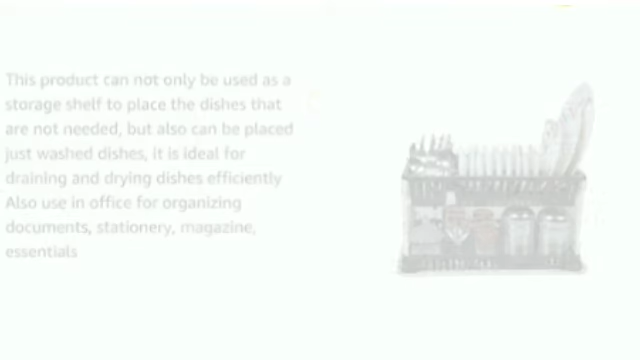 This product can not only be used as a
storage shelf to place the dishes that
are not needed, but also can be placed
just washed dishes, it is ideal for
draining and drying dishes efficiently
Also use in office for organizing
documents, stationery, magazine,
essentials